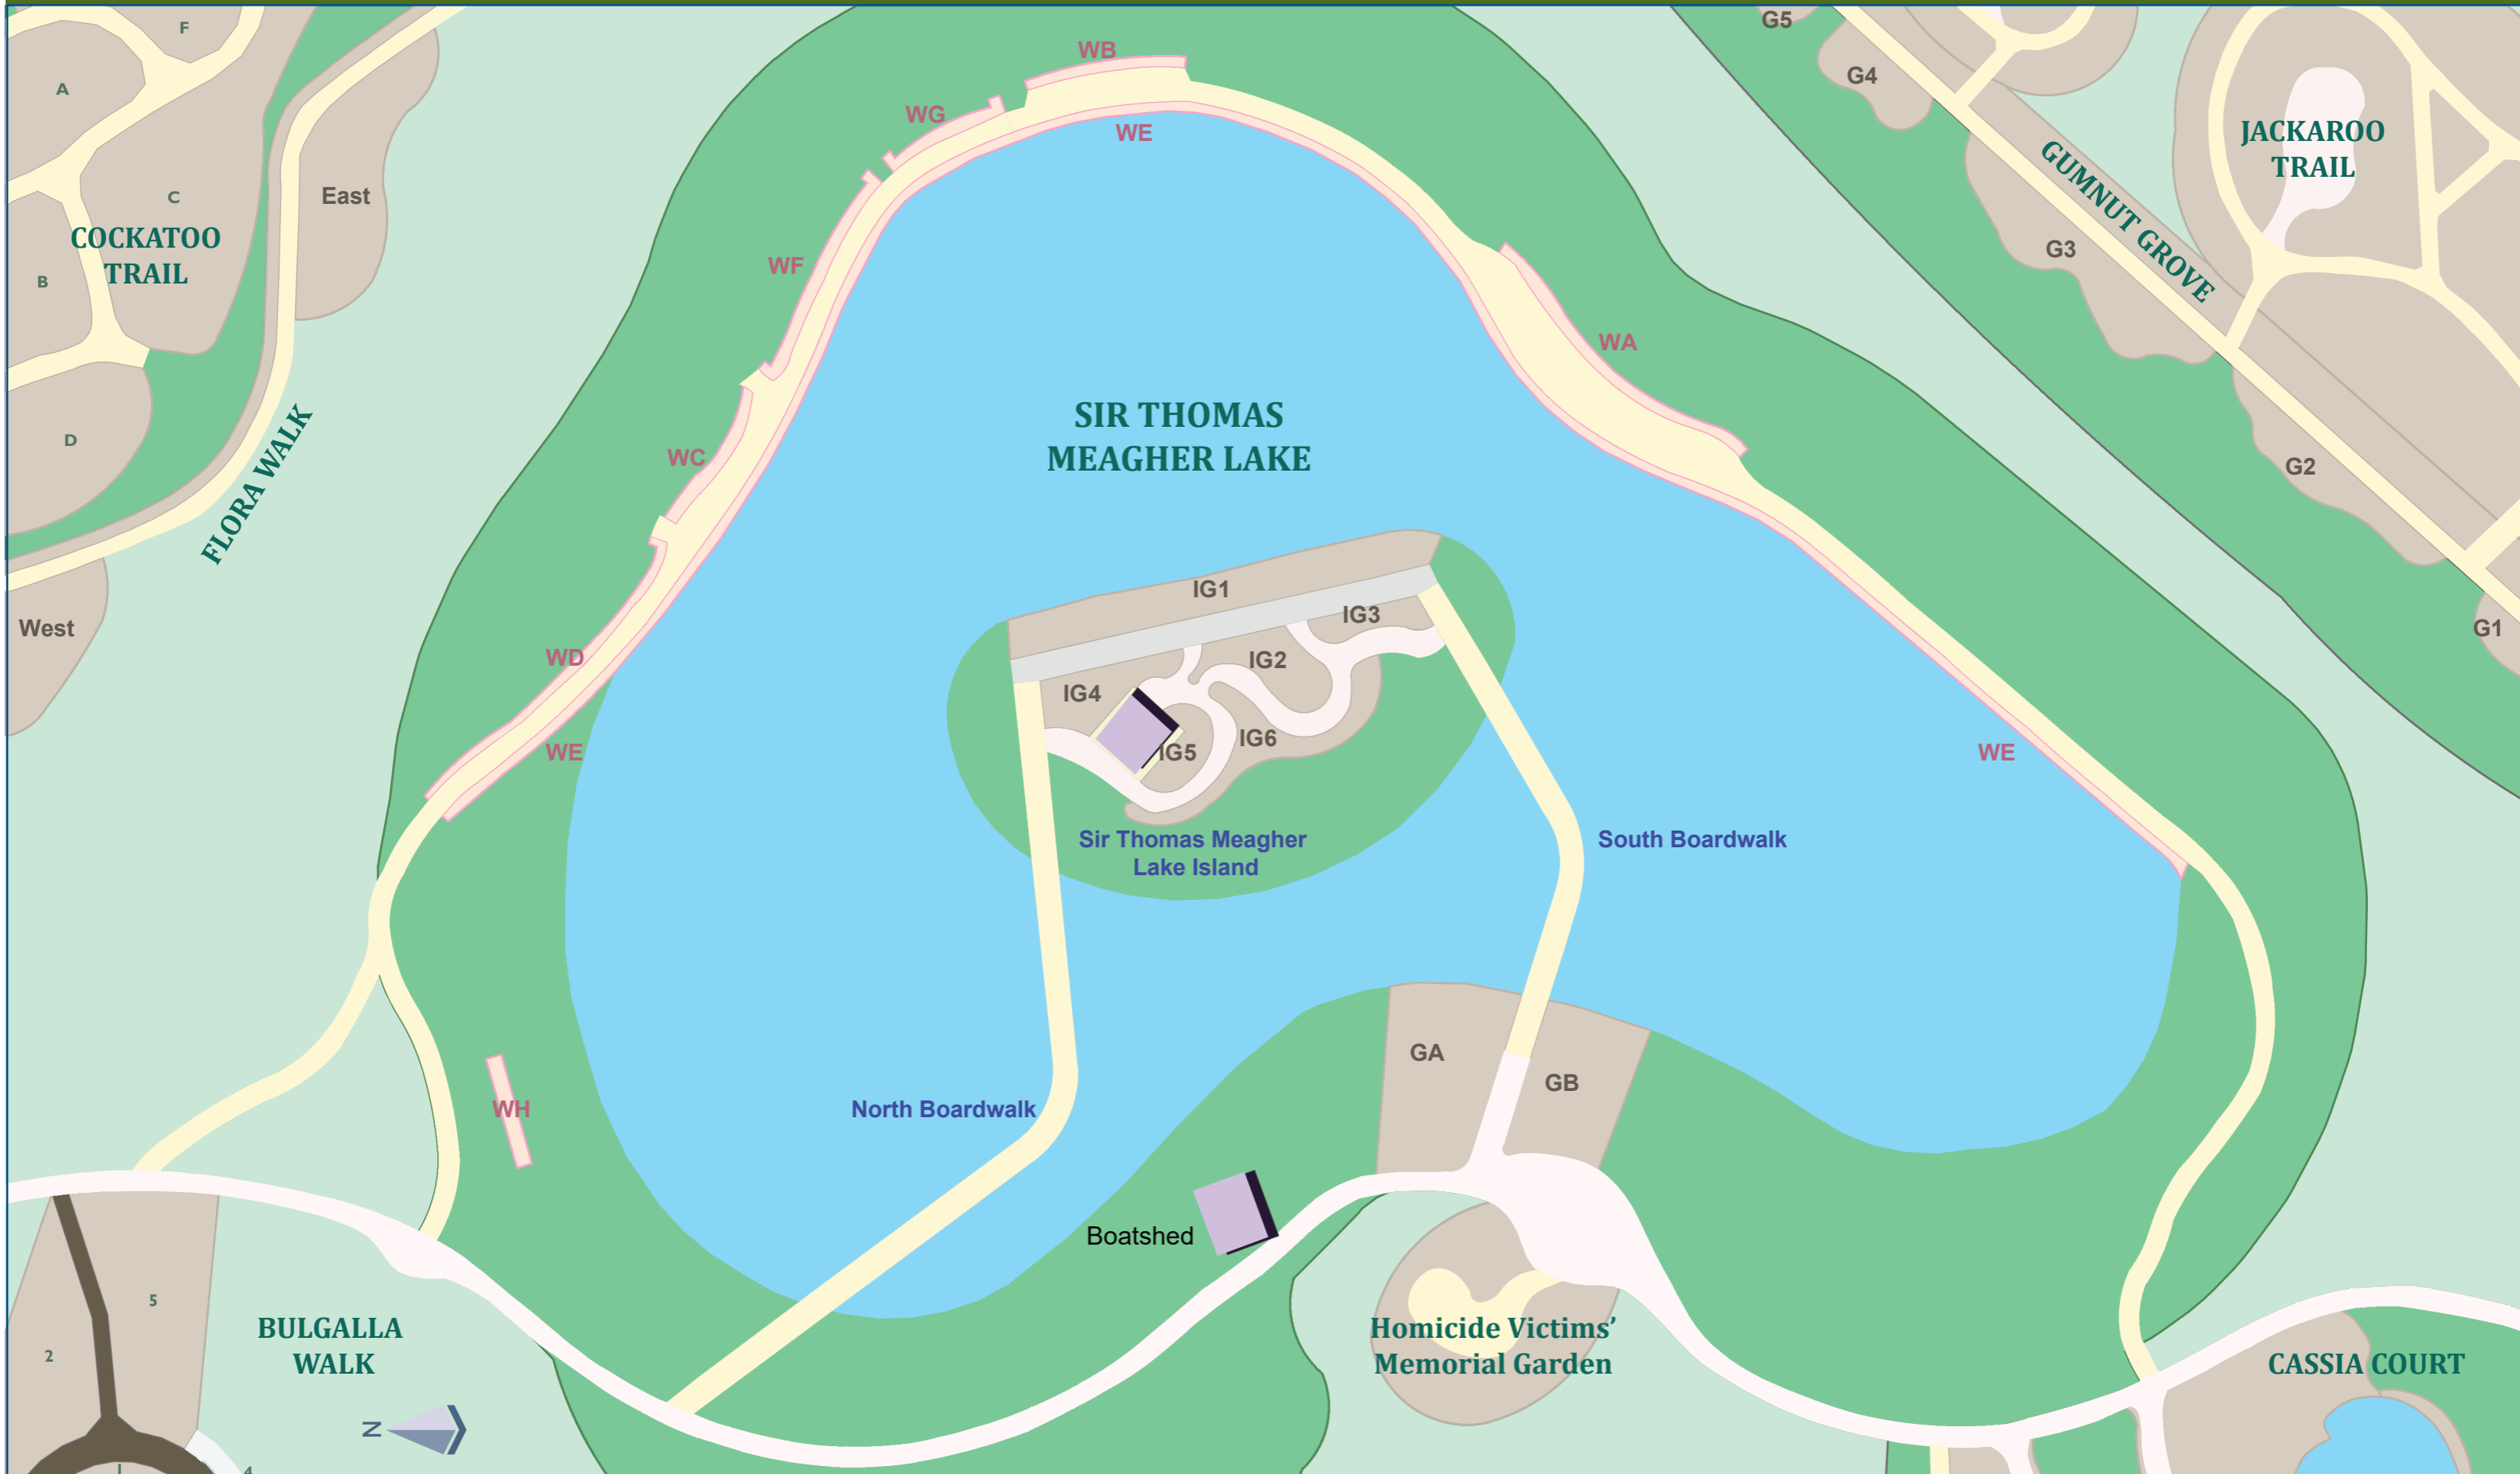 F
G5
WB
G4
A
WG
WE
JACKAROO
TRAIL
GUMNUT GROVE
C
East
COCKATOO
TRAIL
G3
WF
B
WA
SIR THOMAS
MEAGHER LAKE
D
WC
FLORA WALK
G2
IG1
IG3
West
G1
WD
IG2
IG4
IG6
IG5
WE
WE
Sir Thomas Meagher
Lake Island
South Boardwalk
GA
GB
WH
North Boardwalk
Boatshed
5
BULGALLA
WALK
2
Homicide Victims’
Memorial Garden
CASSIA COURT
N
1
4